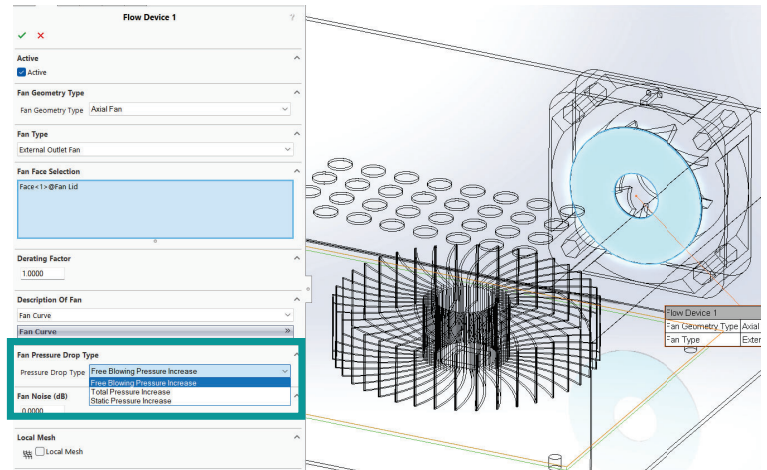 Flow Device 1
?
Active
Active
Fan Geometry Type
Fan Geometry Type Axial Fan
Fan Type
External Outlet Fan
Fan Face Selection
Face<1>@Fan Lid
Derating Factor
1.0000
Description Of Fan
Fan Curve
Fan Curve
Fan Pressure Drop Type
Pressure Drop Type Free Blowing Pressure Increase
Free Blowing Pressure Increase
Total Pressure Increase
Static Pressure Increase
Fan Noise (dB)
0.0000
Local Mesh
Local Mesh
Flow Device 1
Fan Geometry Type Axial
Fan Type Exter